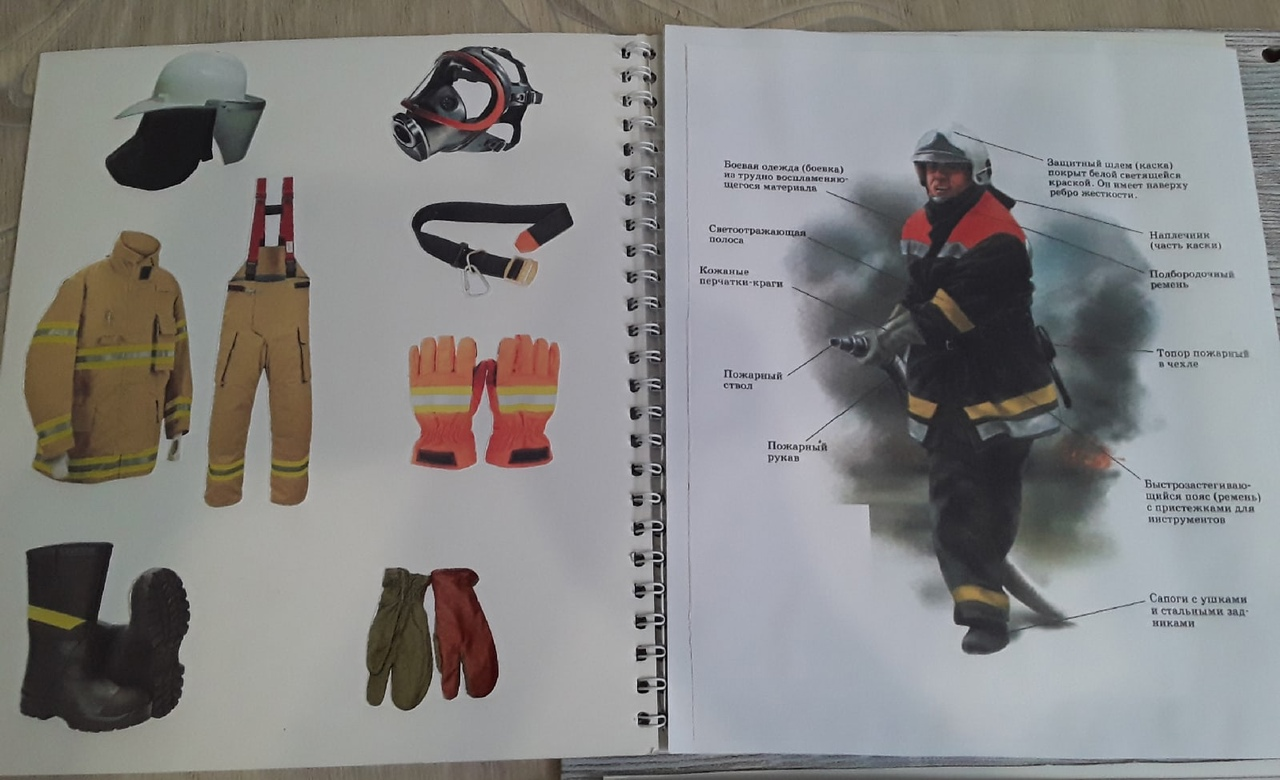 Боевая одежда (боевка)
из трудно воспламеняю-
щегося материала
Светоотражающая
полоса
Кожаные
перчатки-краги
Пожарный
ствол
Пожарный
рукав
Защитный шлем (каска)
покрыт белой светящейся
краской. Он имеет наверху
ребро жесткости.
Наплечник
(часть каски)
Подбородочный
ремень
Топор пожарный
в чехле
Быстрозастегиваю-
щийся пояс (ремень)
с пристежками для
инструментов
Сапоги с ушками
и стальными зад-
никами